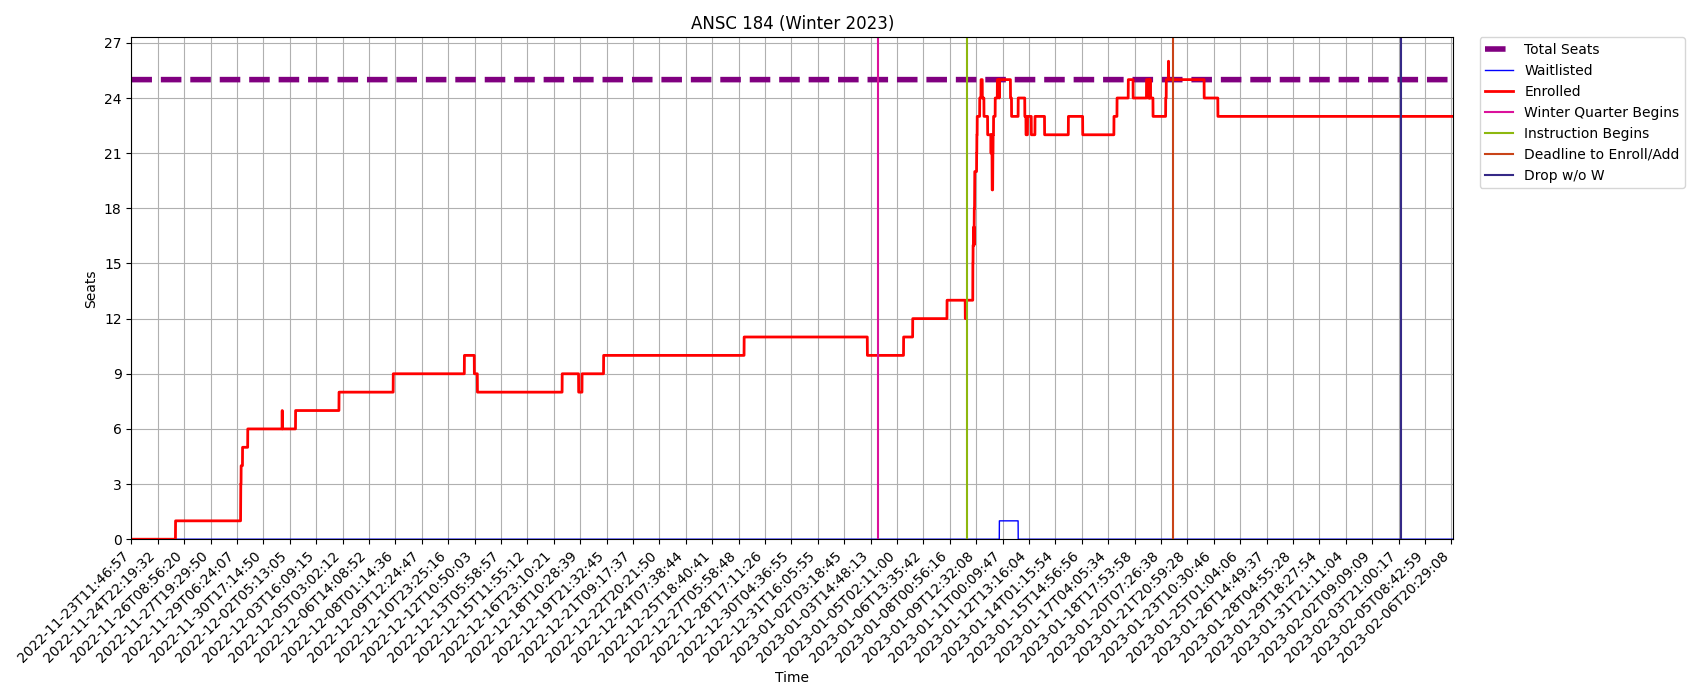 ANSC 184 (Winter 2023)
27
24
21
18
15
12
9
6
3
0
Seats
Total Seats
Waitlisted
Enrolled
Winter Quarter Begins
Instruction Begins
Deadline to Enroll/Add
Drop w/o W
2022-11-23T11:46:57
2022-11-24T22:19:32
2022-11-26T08:56:20
2022-11-27T19:29:50
2022-11-29T06:24:07
2022-11-30T17:14:50
2022-12-02T05:13:05
2022-12-03T16:09:15
2022-12-05T03:02:12
2022-12-06T14:08:52
2022-12-08T01:14:36
2022-12-09T12:24:47
2022-12-10T23:25:16
2022-12-12T10:50:03
2022-12-13T23:58:57
2022-12-15T11:55:12
2022-12-16T23:10:21
2022-12-18T10:28:39
2022-12-19T21:32:45
2022-12-21T09:17:37
2022-12-22T20:21:50
2022-12-24T07:38:44
2022-12-25T18:40:41
2022-12-27T05:58:48
2022-12-28T17:11:26
2022-12-30T04:36:55
2022-12-31T16:05:55
2023-01-02T03:18:45
2023-01-03T14:48:13
2023-01-05T02:11:00
2023-01-06T13:35:42
2023-01-08T00:56:16
2023-01-09T12:32:08
2023-01-11T00:09:47
2023-01-12T13:16:04
2023-01-14T01:15:54
2023-01-15T14:56:56
2023-01-17T04:05:34
2023-01-18T17:53:58
2023-01-20T07:26:38
2023-01-21T20:59:28
2023-01-23T10:30:46
2023-01-25T01:04:06
2023-01-26T14:49:37
2023-01-28T04:55:28
2023-01-29T18:27:54
2023-01-31T21:11:04
2023-02-02T09:09:09
2023-02-03T21:00:17
2023-02-05T08:42:59
2023-02-06T20:29:08
Time